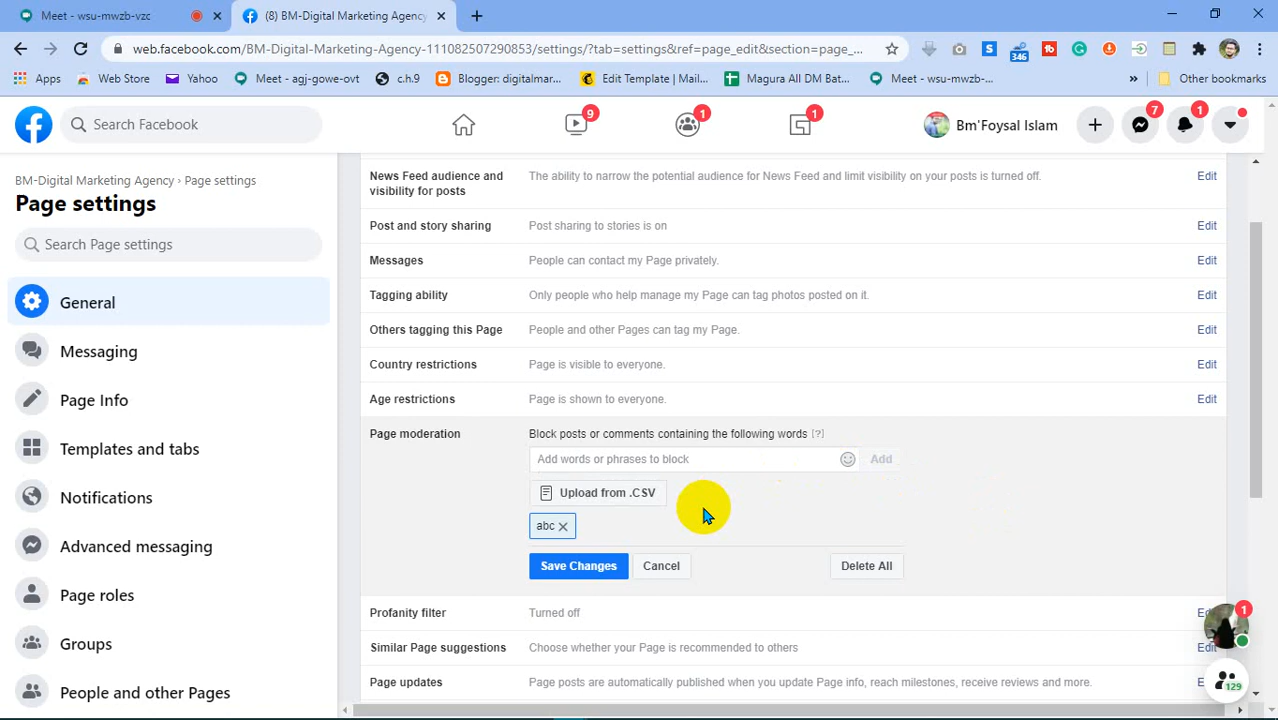 Meet - wsu-mwzb-vzc
(8) BM-Digital Marketing Agency
web.facebook.com/BM-Digital-Marketing-Agency-111082507290853/settings/?tab=settings&ref=page_edit&section=page_...
346
Apps
Web Store
Yahoo
Meet - agj-gowe-ovt
c.h.9
Blogger: digitalmar...
Edit Template | Mail...
Magura All DM Bat...
Meet - wsu-mwzb-...
»
Other bookmarks
Search Facebook
9
1
1
Bm'Foysal Islam
7
1
BM-Digital Marketing Agency › Page settings
Page settings
Search Page settings
General
Messaging
Page Info
Templates and tabs
Notifications
Advanced messaging
Page roles
Groups
People and other Pages
News Feed audience and visibility for posts
The ability to narrow the potential audience for News Feed and limit visibility on your posts is turned off.
Edit
Post and story sharing
Post sharing to stories is on
Edit
Messages
People can contact my Page privately.
Edit
Tagging ability
Only people who help manage my Page can tag photos posted on it.
Edit
Others tagging this Page
People and other Pages can tag my Page.
Edit
Country restrictions
Page is visible to everyone.
Edit
Age restrictions
Page is shown to everyone.
Edit
Page moderation
Block posts or comments containing the following words [?]
Add words or phrases to block
Add
Upload from .CSV
abc
Save Changes
Cancel
Delete All
Profanity filter
Turned off
Similar Page suggestions
Choose whether your Page is recommended to others
Page updates
Page posts are automatically published when you update Page info, reach milestones, receive reviews and more.
1
129